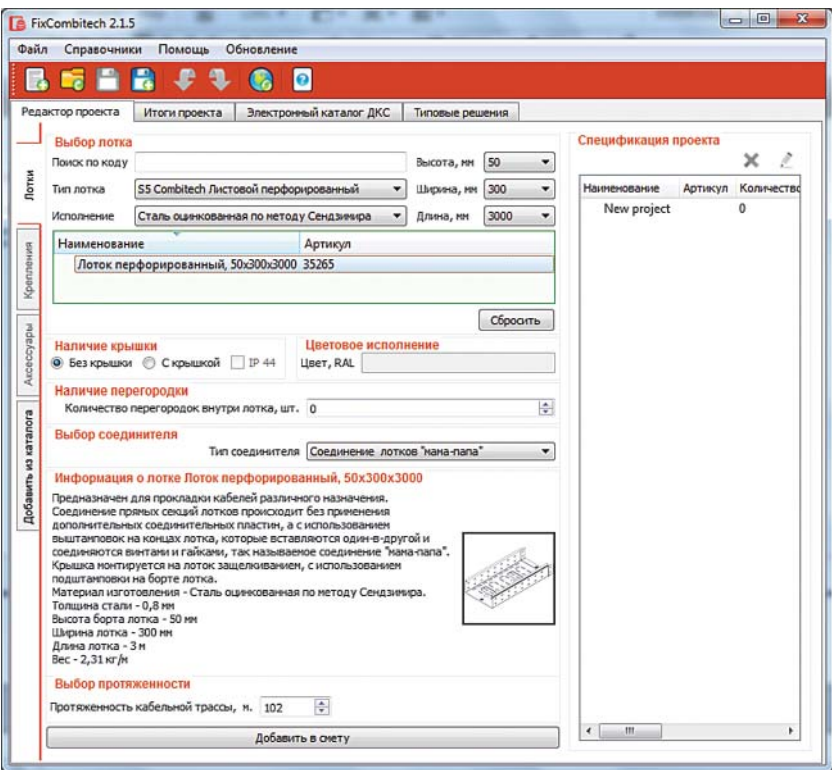 FixCombitech 2.1.5
Файл Справочники Помощь Обновление
Редактор проекта Итоги проекта Электронный каталог ДКС Типовые решения
Лотки
Крепления
Аксессуары
Добавить из каталога
Выбор лотка
Поиск по коду Высота, мм 50
Тип лотка S5 Combitech Листовой перфорированный Ширина, мм 300
Исполнение Сталь оцинкованная по методу Сендзимира Длина, мм 3000
Наименование Артикул
Лоток перфорированный, 50x300x3000 35265
Сбросить
Наличие крышки Цветовое исполнение
Без крышки С крышкой IP 44 Цвет, RAL
Наличие перегородки
Количество перегородок внутри лотка, шт. 0
Выбор соединителя
Тип соединителя Соединение лотков "мама-папа"
Информация о лотке Лоток перфорированный, 50x300x3000
Предназначен для прокладки кабелей различного назначения.
Соединение прямых секций лотков происходит без применения
дополнительных соединительных пластин, а с использованием
выштамповок на концах лотка, которые вставляются один-в-другой и
соединяются винтами и гайками, так называемое соединение "мама-папа".
Крышка монтируется на лоток защелкиванием, с использованием
подштамповки на борте лотка.
Материал изготовления - Сталь оцинкованная по методу Сендзимира.
Толщина стали - 0,8 мм
Высота борта лотка - 50 мм
Ширина лотка - 300 мм
Длина лотка - 3 м
Вес - 2,31 кг/м
Выбор протяженности
Протяженность кабельной трассы, м. 102
Добавить в смету
Спецификация проекта
Наименование Артикул Количество
New project 0